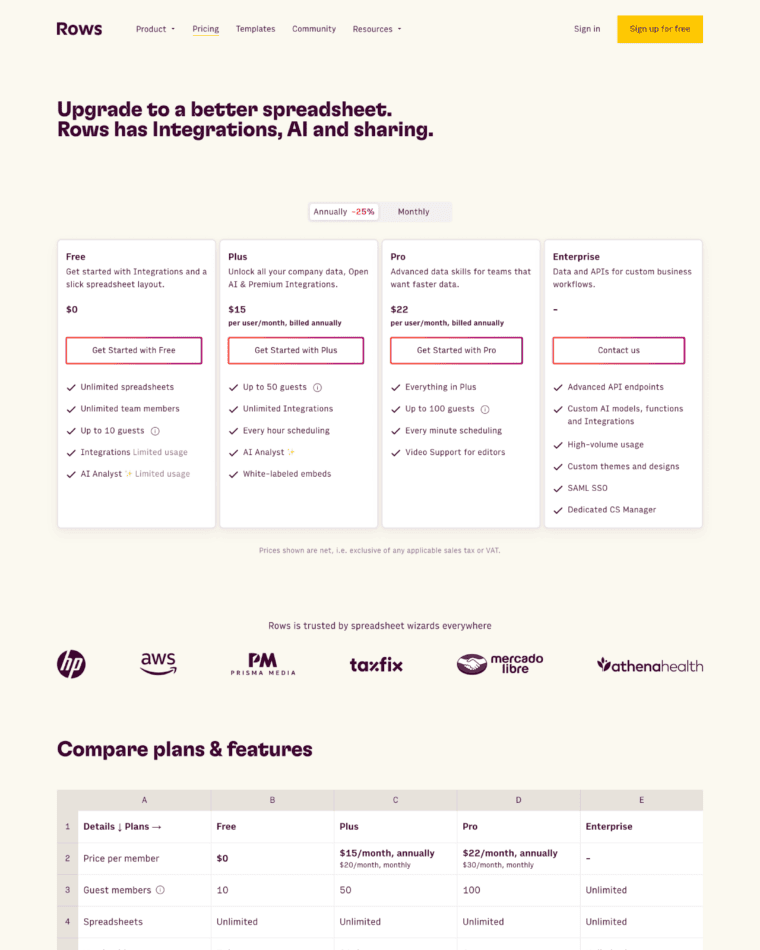 Rows
Product
Pricing
Templates
Community
Resources
Sign in
Sign up for free
Upgrade to a better spreadsheet.
Rows has Integrations, AI and sharing.
Annually -25%
Monthly
Free
Get started with Integrations and a
slick spreadsheet layout.
$0
Get Started with Free
Unlimited spreadsheets
Unlimited team members
Up to 10 guests
Integrations Limited usage
AI Analyst ✨ Limited usage
Plus
Unlock all your company data, Open
AI & Premium Integrations.
$15
per user/month, billed annually
Get Started with Plus
Up to 50 guests
Unlimited Integrations
Every hour scheduling
AI Analyst ✨
White-labeled embeds
Pro
Advanced data skills for teams that
want faster data.
$22
per user/month, billed annually
Get Started with Pro
Everything in Plus
Up to 100 guests
Every minute scheduling
Video Support for editors
Enterprise
Data and APIs for custom business
workflows.
-
Contact us
Advanced API endpoints
Custom AI models, functions
and Integrations
High-volume usage
Custom themes and designs
SAML SSO
Dedicated CS Manager
Prices shown are net, i.e. exclusive of any applicable sales tax or VAT.
Rows is trusted by spreadsheet wizards everywhere
hp
aws
PM
PRISMA MEDIA
taxfix
mercado
libre
athenahealth
Compare plans & features
A B C D E
1 Details ↓ Plans → Free Plus Pro Enterprise
2 Price per member $0 $15/month, annually $22/month, annually -
$20/month, monthly $30/month, monthly
3 Guest members 10 50 100 Unlimited
4 Spreadsheets Unlimited Unlimited Unlimited Unlimited